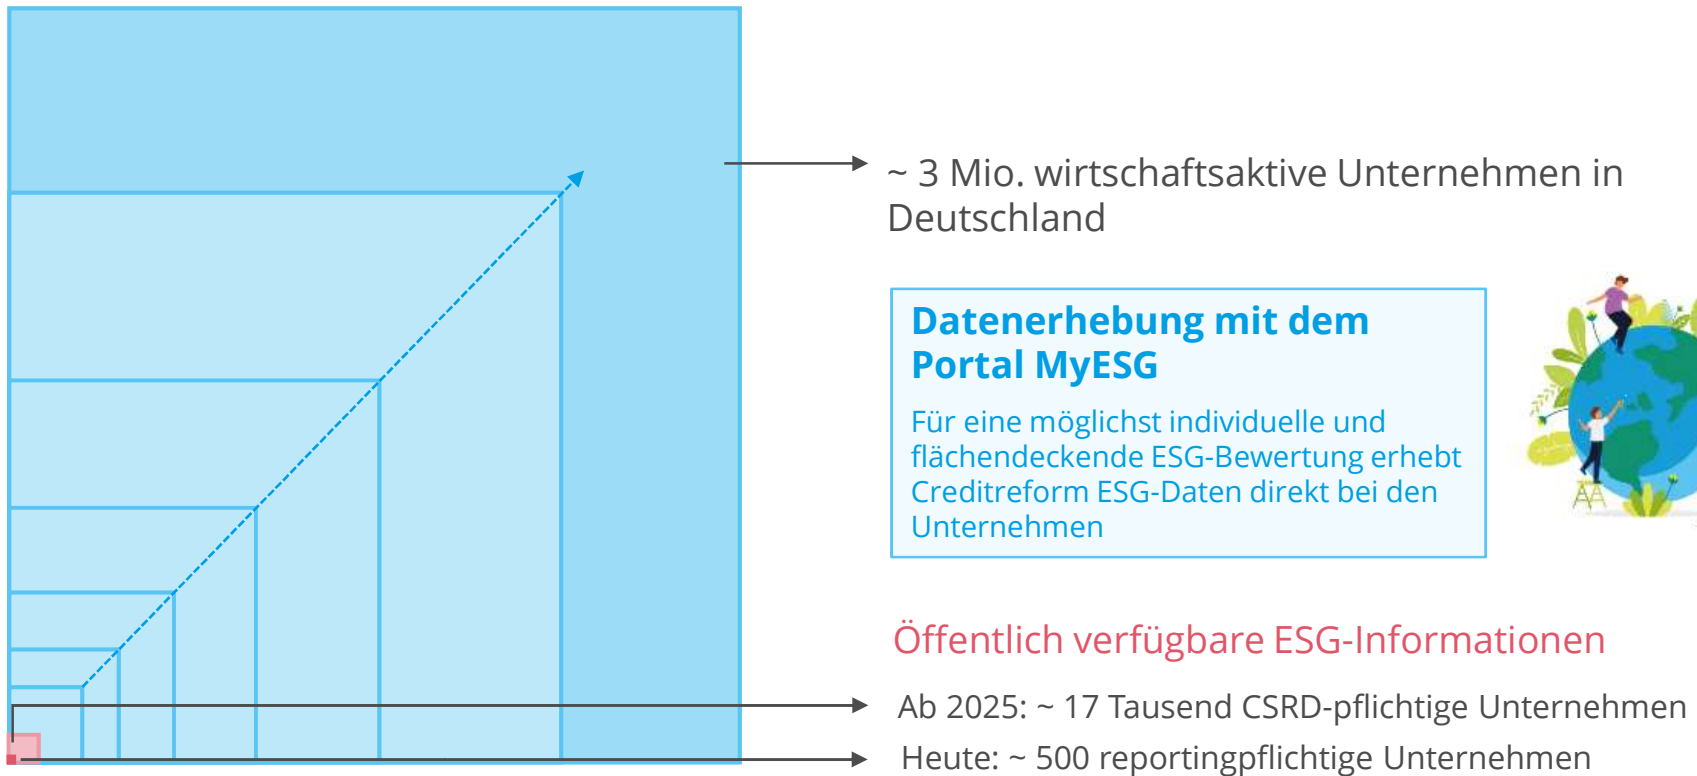 ~ 3 Mio. wirtschaftsaktive Unternehmen in
Deutschland
Datenerhebung mit dem
Portal MyESG
Für eine möglichst individuelle und
flächendeckende ESG-Bewertung erhebt
Creditreform ESG-Daten direkt bei den
Unternehmen
Öffentlich verfügbare ESG-Informationen
Ab 2025: ~ 17 Tausend CSRD-pflichtige Unternehmen
Heute: ~ 500 reportingpflichtige Unternehmen